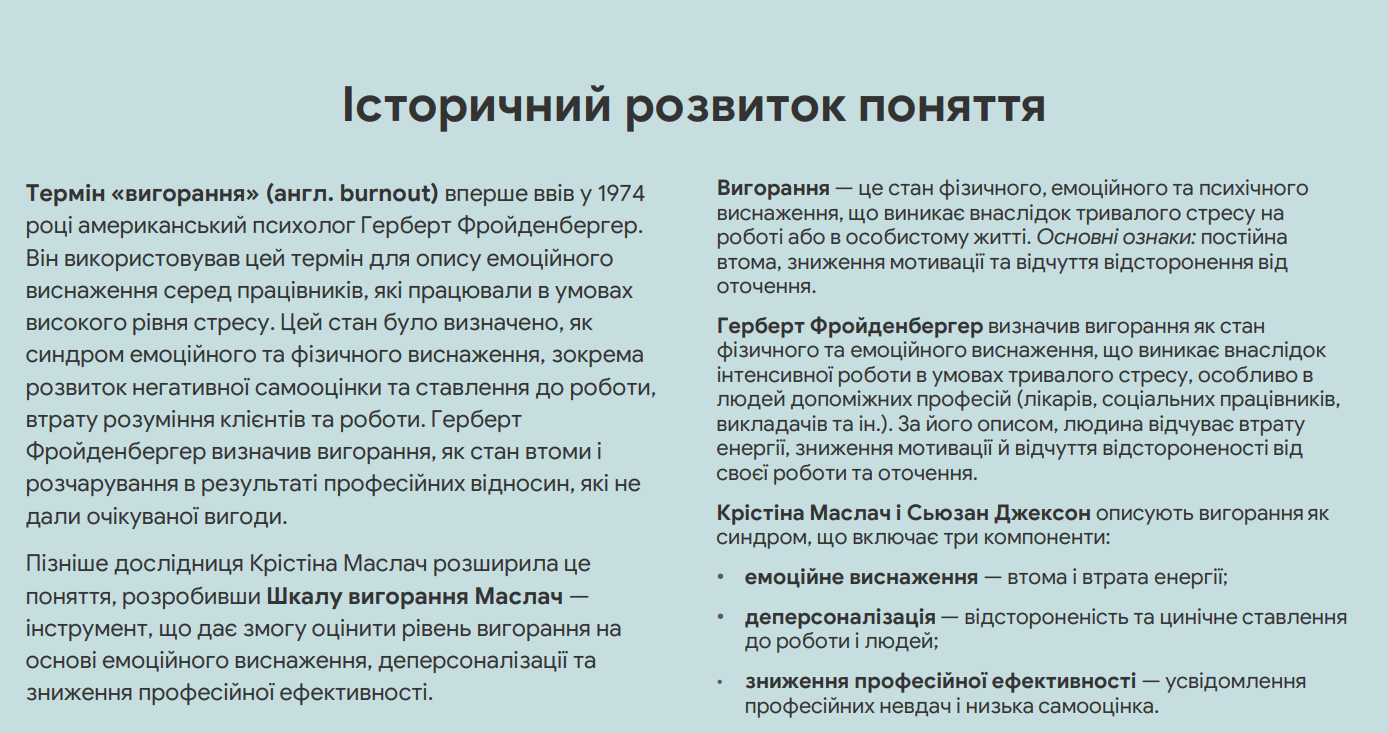 Історичний розвиток поняття
Термін «вигорання» (англ. burnout) вперше ввів у 1974
році американський психолог Герберт Фройденбергер.
Він використовував цей термін для опису емоційного
виснаження серед працівників, які працювали в умовах
високого рівня стресу. Цей стан було визначено, як
синдром емоційного та фізичного виснаження, зокрема
розвиток негативної самооцінки та ставлення до роботи,
втрату розуміння клієнтів та роботи. Герберт
Фройденбергер визначив вигорання, як стан втоми і
розчарування в результаті професійних відносин, які не
дали очікуваної вигоди.
Пізніше дослідниця Крістіна Маслач розширила це
поняття, розробивши Шкалу вигорання Маслач —
інструмент, що дає змогу оцінити рівень вигорання на
основі емоційного виснаження, деперсоналізації та
зниження професійної ефективності.
Вигорання — це стан фізичного, емоційного та психічного
виснаження, що виникає внаслідок тривалого стресу на
роботі або в особистому житті. Основні ознаки: постійна
втома, зниження мотивації та відчуття відсторонення від
оточення.
Герберт Фройденбергер визначив вигорання як стан
фізичного та емоційного виснаження, що виникає внаслідок
інтенсивної роботи в умовах тривалого стресу, особливо в
людей допоміжних професій (лікарів, соціальних працівників,
викладачів та ін.). За його описом, людина відчуває втрату
енергії, зниження мотивації й відчуття відстороненості від
своєї роботи та оточення.
Крістіна Маслач і Сьюзан Джексон описують вигорання як
синдром, що включає три компоненти:
• емоційне виснаження — втома і втрата енергії;
• деперсоналізація — відстороненість та цинічне ставлення
до роботи і людей;
• зниження професійної ефективності — усвідомлення
професійних невдач і низька самооцінка.